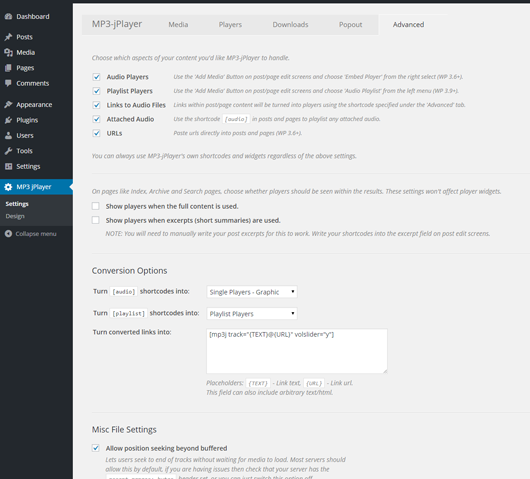 Dashboard
Posts
Media
Pages
Comments
Appearance
Plugins
Users
Tools
Settings
MP3 jPlayer
Settings
Design
Collapse menu
MP3-jPlayer Media Players Downloads Popout Advanced
Choose which aspects of your content you'd like MP3-jPlayer to handle.
Audio Players Use the 'Add Media' Button on post/page edit screens and choose 'Embed Player' from the right select (WP 3.6+).
Playlist Players Use the 'Add Media' Button on post/page edit screens and choose 'Audio Playlist' from the left menu (WP 3.9+).
Links to Audio Files Links within post/page content will be turned into players using the shortcode specified under the 'Advanced' tab.
Attached Audio Use the shortcode [audio] in posts and pages to playlist any attached audio.
URLs Paste urls directly into posts and pages (WP 3.6+).
You can always use MP3-jPlayer's own shortcodes and widgets regardless of the above settings.
On pages like Index, Archive and Search pages, choose whether players should be seen within the results. These settings won't affect player widgets.
Show players when the full content is used.
Show players when excerpts (short summaries) are used.
NOTE: You will need to manually write your post excerpts for this to work. Write your shortcodes into the excerpt field on post edit screens.
Conversion Options
Turn [audio] shortcodes into: Single Players - Graphic
Turn [playlist] shortcodes into: Playlist Players
Turn converted links into: [mp3j track="{TEXT}@{URL}" volslider="y"]
Placeholders: {TEXT} - Link text, {URL} - Link url.
This field can also include arbitrary text/html.
Misc File Settings
Allow position seeking beyond buffered
Lets users seek to end of tracks without waiting for media to load. Most servers should
allow this by default, if you are having issues then check that your server has the